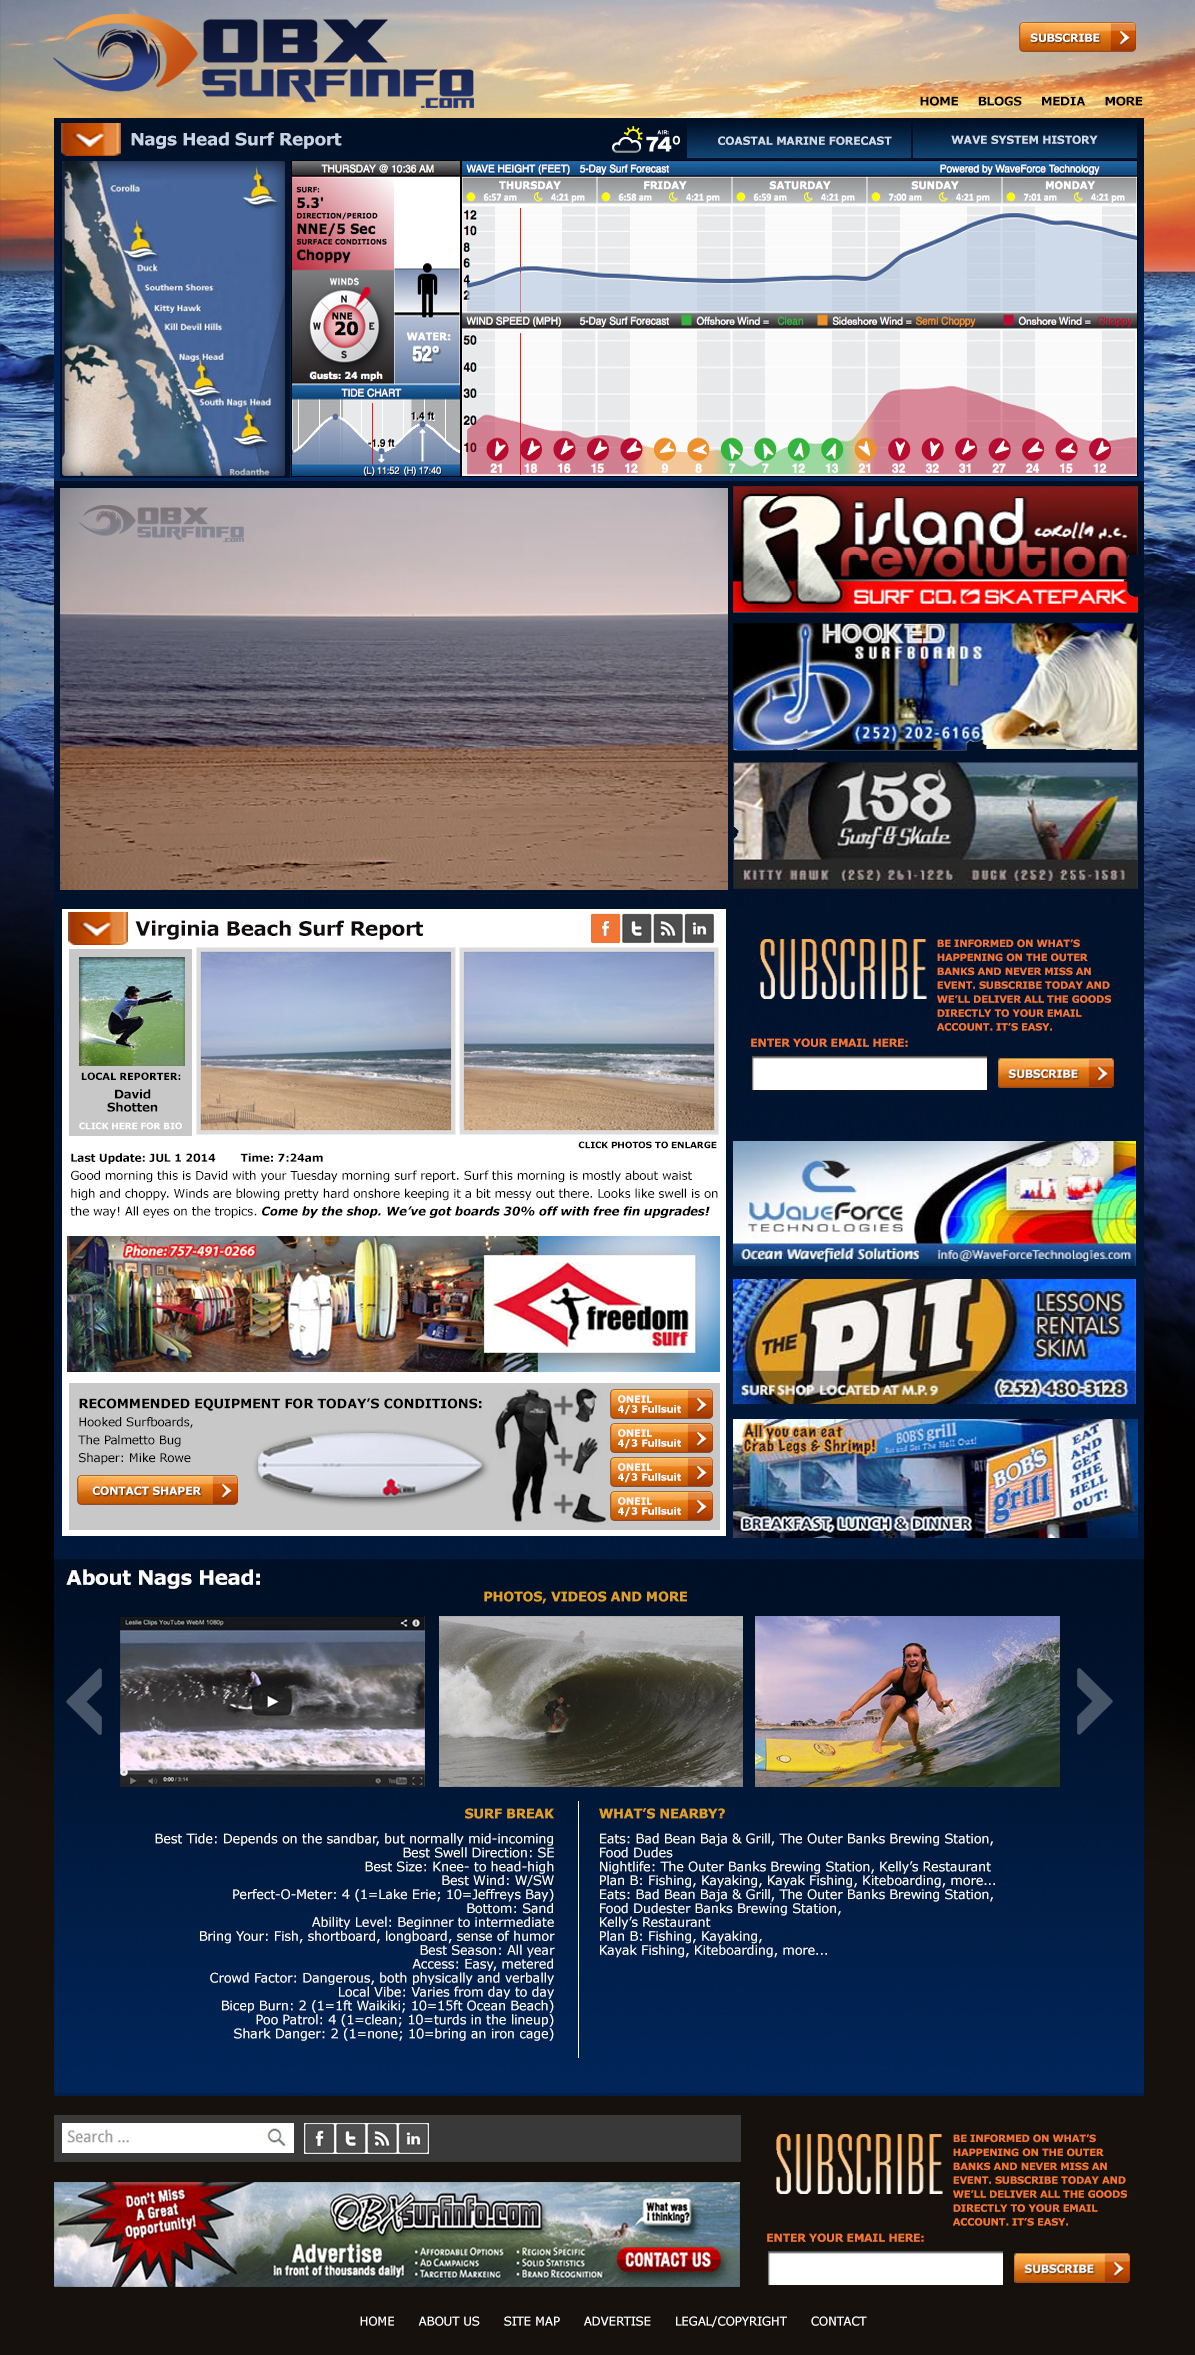 OBX
SURFINFO
.com
SUBSCRIBE
HOME BLOGS MEDIA MORE
Nags Head Surf Report
AIR:
74°
COASTAL MARINE FORECAST
WAVE SYSTEM HISTORY
Corolla
Duck
Southern Shores
Kitty Hawk
Kill Devil Hills
Nags Head
South Nags Head
Rodanthe
THURSDAY @ 10:36 AM
SURF:
5.3'
DIRECTION/PERIOD
NNE/5 Sec
SURFACE CONDITIONS
Choppy
WINDS
N
NNE
W 20 E
S
Gusts: 24 mph
WATER:
52°
TIDE CHART
1.4 ft
-1.9 ft
(L) 11:52 (H) 17:40
WAVE HEIGHT (FEET) 5-Day Surf Forecast Powered by WaveForce Technology
THURSDAY FRIDAY SATURDAY SUNDAY MONDAY
6:57 am 4:21 pm 6:58 am 4:21 pm 6:59 am 4:21 pm 7:00 am 4:21 pm 7:01 am 4:21 pm
12
10
8
6
4
2
WIND SPEED (MPH) 5-Day Surf Forecast Offshore Wind = Clean Sideshore Wind = Semi Choppy Onshore Wind = Choppy
50
40
30
20
10
21 18 16 15 12 9 8 7 7 12 13 21 32 32 31 27 24 15 12
OBX
SURFINFO
.com
island
corolla n.c.
revolution
SURF CO. SKATEPARK
HOOKED
SURFBOARDS
(252) 202-6166
158
Surf & Skate
KITTY HAWK (252) 261-1226 DUCK (252) 255-1581
Virginia Beach Surf Report
LOCAL REPORTER:
David
Shotten
CLICK HERE FOR BIO
CLICK PHOTOS TO ENLARGE
Last Update: JUL 1 2014 Time: 7:24am
Good morning this is David with your Tuesday morning surf report. Surf this morning is mostly about waist
high and choppy. Winds are blowing pretty hard onshore keeping it a bit messy out there. Looks like swell is on
the way! All eyes on the tropics. Come by the shop. We've got boards 30% off with free fin upgrades!
Phone: 757-491-0266
freedom
surf
RECOMMENDED EQUIPMENT FOR TODAY'S CONDITIONS:
Hooked Surfboards,
The Palmetto Bug
Shaper: Mike Rowe
CONTACT SHAPER
ONEIL
4/3 Fullsuit
ONEIL
4/3 Fullsuit
ONEIL
4/3 Fullsuit
ONEIL
4/3 Fullsuit
SUBSCRIBE
BE INFORMED ON WHAT'S
HAPPENING ON THE OUTER
BANKS AND NEVER MISS AN
EVENT. SUBSCRIBE TODAY AND
WE'LL DELIVER ALL THE GOODS
DIRECTLY TO YOUR EMAIL
ACCOUNT. IT'S EASY.
ENTER YOUR EMAIL HERE:
SUBSCRIBE
WaveForce
TECHNOLOGIES
Ocean Wavefield Solutions info@WaveForceTechnologies.com
THE PIT
LESSONS
RENTALS
SKIM
SURF SHOP LOCATED AT M.P. 9 (252) 480-3128
All you can eat
Crab Legs & Shrimp!
BOB'S grill
Eat and Get The Hell Out!
BOB'S
grill
EAT
AND
GET
THE
HELL
OUT!
BREAKFAST, LUNCH & DINNER
About Nags Head:
PHOTOS, VIDEOS AND MORE
Leslie Clips YouTube WebM 1080p
0:00 / 3:14
YouTube
SURF BREAK
Best Tide: Depends on the sandbar, but normally mid-incoming
Best Swell Direction: SE
Best Size: Knee- to head-high
Best Wind: W/SW
Perfect-O-Meter: 4 (1=Lake Erie; 10=Jeffreys Bay)
Bottom: Sand
Ability Level: Beginner to intermediate
Bring Your: Fish, shortboard, longboard, sense of humor
Best Season: All year
Access: Easy, metered
Crowd Factor: Dangerous, both physically and verbally
Local Vibe: Varies from day to day
Bicep Burn: 2 (1=1ft Waikiki; 10=15ft Ocean Beach)
Poo Patrol: 4 (1=clean; 10=turds in the lineup)
Shark Danger: 2 (1=none; 10=bring an iron cage)
WHAT'S NEARBY?
Eats: Bad Bean Baja & Grill, The Outer Banks Brewing Station,
Food Dudes
Nightlife: The Outer Banks Brewing Station, Kelly's Restaurant
Plan B: Fishing, Kayaking, Kayak Fishing, Kiteboarding, more...
Eats: Bad Bean Baja & Grill, The Outer Banks Brewing Station,
Food Dudester Banks Brewing Station,
Kelly's Restaurant
Plan B: Fishing, Kayaking,
Kayak Fishing, Kiteboarding, more...
Search ...
Don't Miss
A Great
Opportunity!
OBXsurfinfo.com
What was
I thinking?
Advertise
in front of thousands daily!
• AFFORDABLE OPTIONS
• AD CAMPAIGNS
• TARGETED MARKEING
• REGION SPECIFIC
• SOLID STATISTICS
• BRAND RECOGNITION
CONTACT US
SUBSCRIBE
BE INFORMED ON WHAT'S
HAPPENING ON THE OUTER
BANKS AND NEVER MISS AN
EVENT. SUBSCRIBE TODAY AND
WE'LL DELIVER ALL THE GOODS
DIRECTLY TO YOUR EMAIL
ACCOUNT. IT'S EASY.
ENTER YOUR EMAIL HERE:
SUBSCRIBE
HOME ABOUT US SITE MAP ADVERTISE LEGAL/COPYRIGHT CONTACT